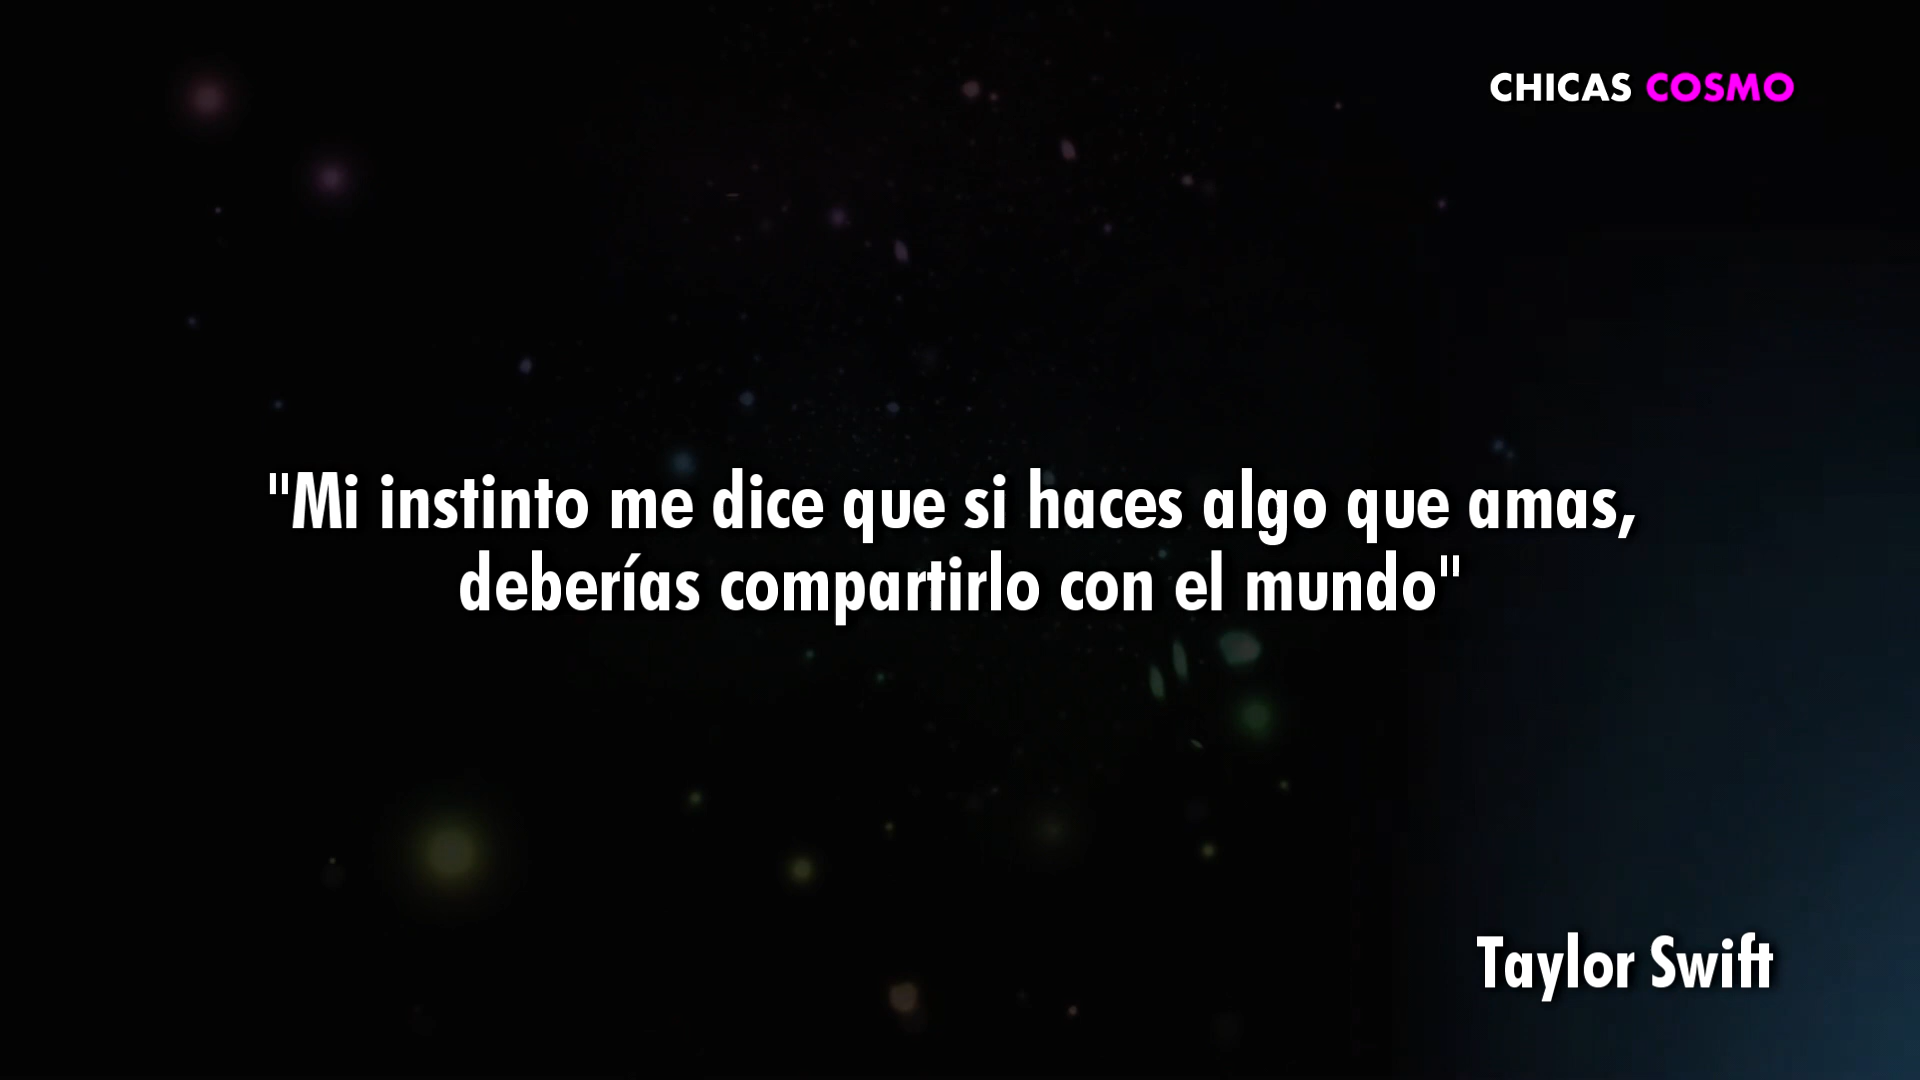 CHICAS COSMO
"Mi instinto me dice que si haces algo que amas,
deberías compartirlo con el mundo"
Taylor Swift